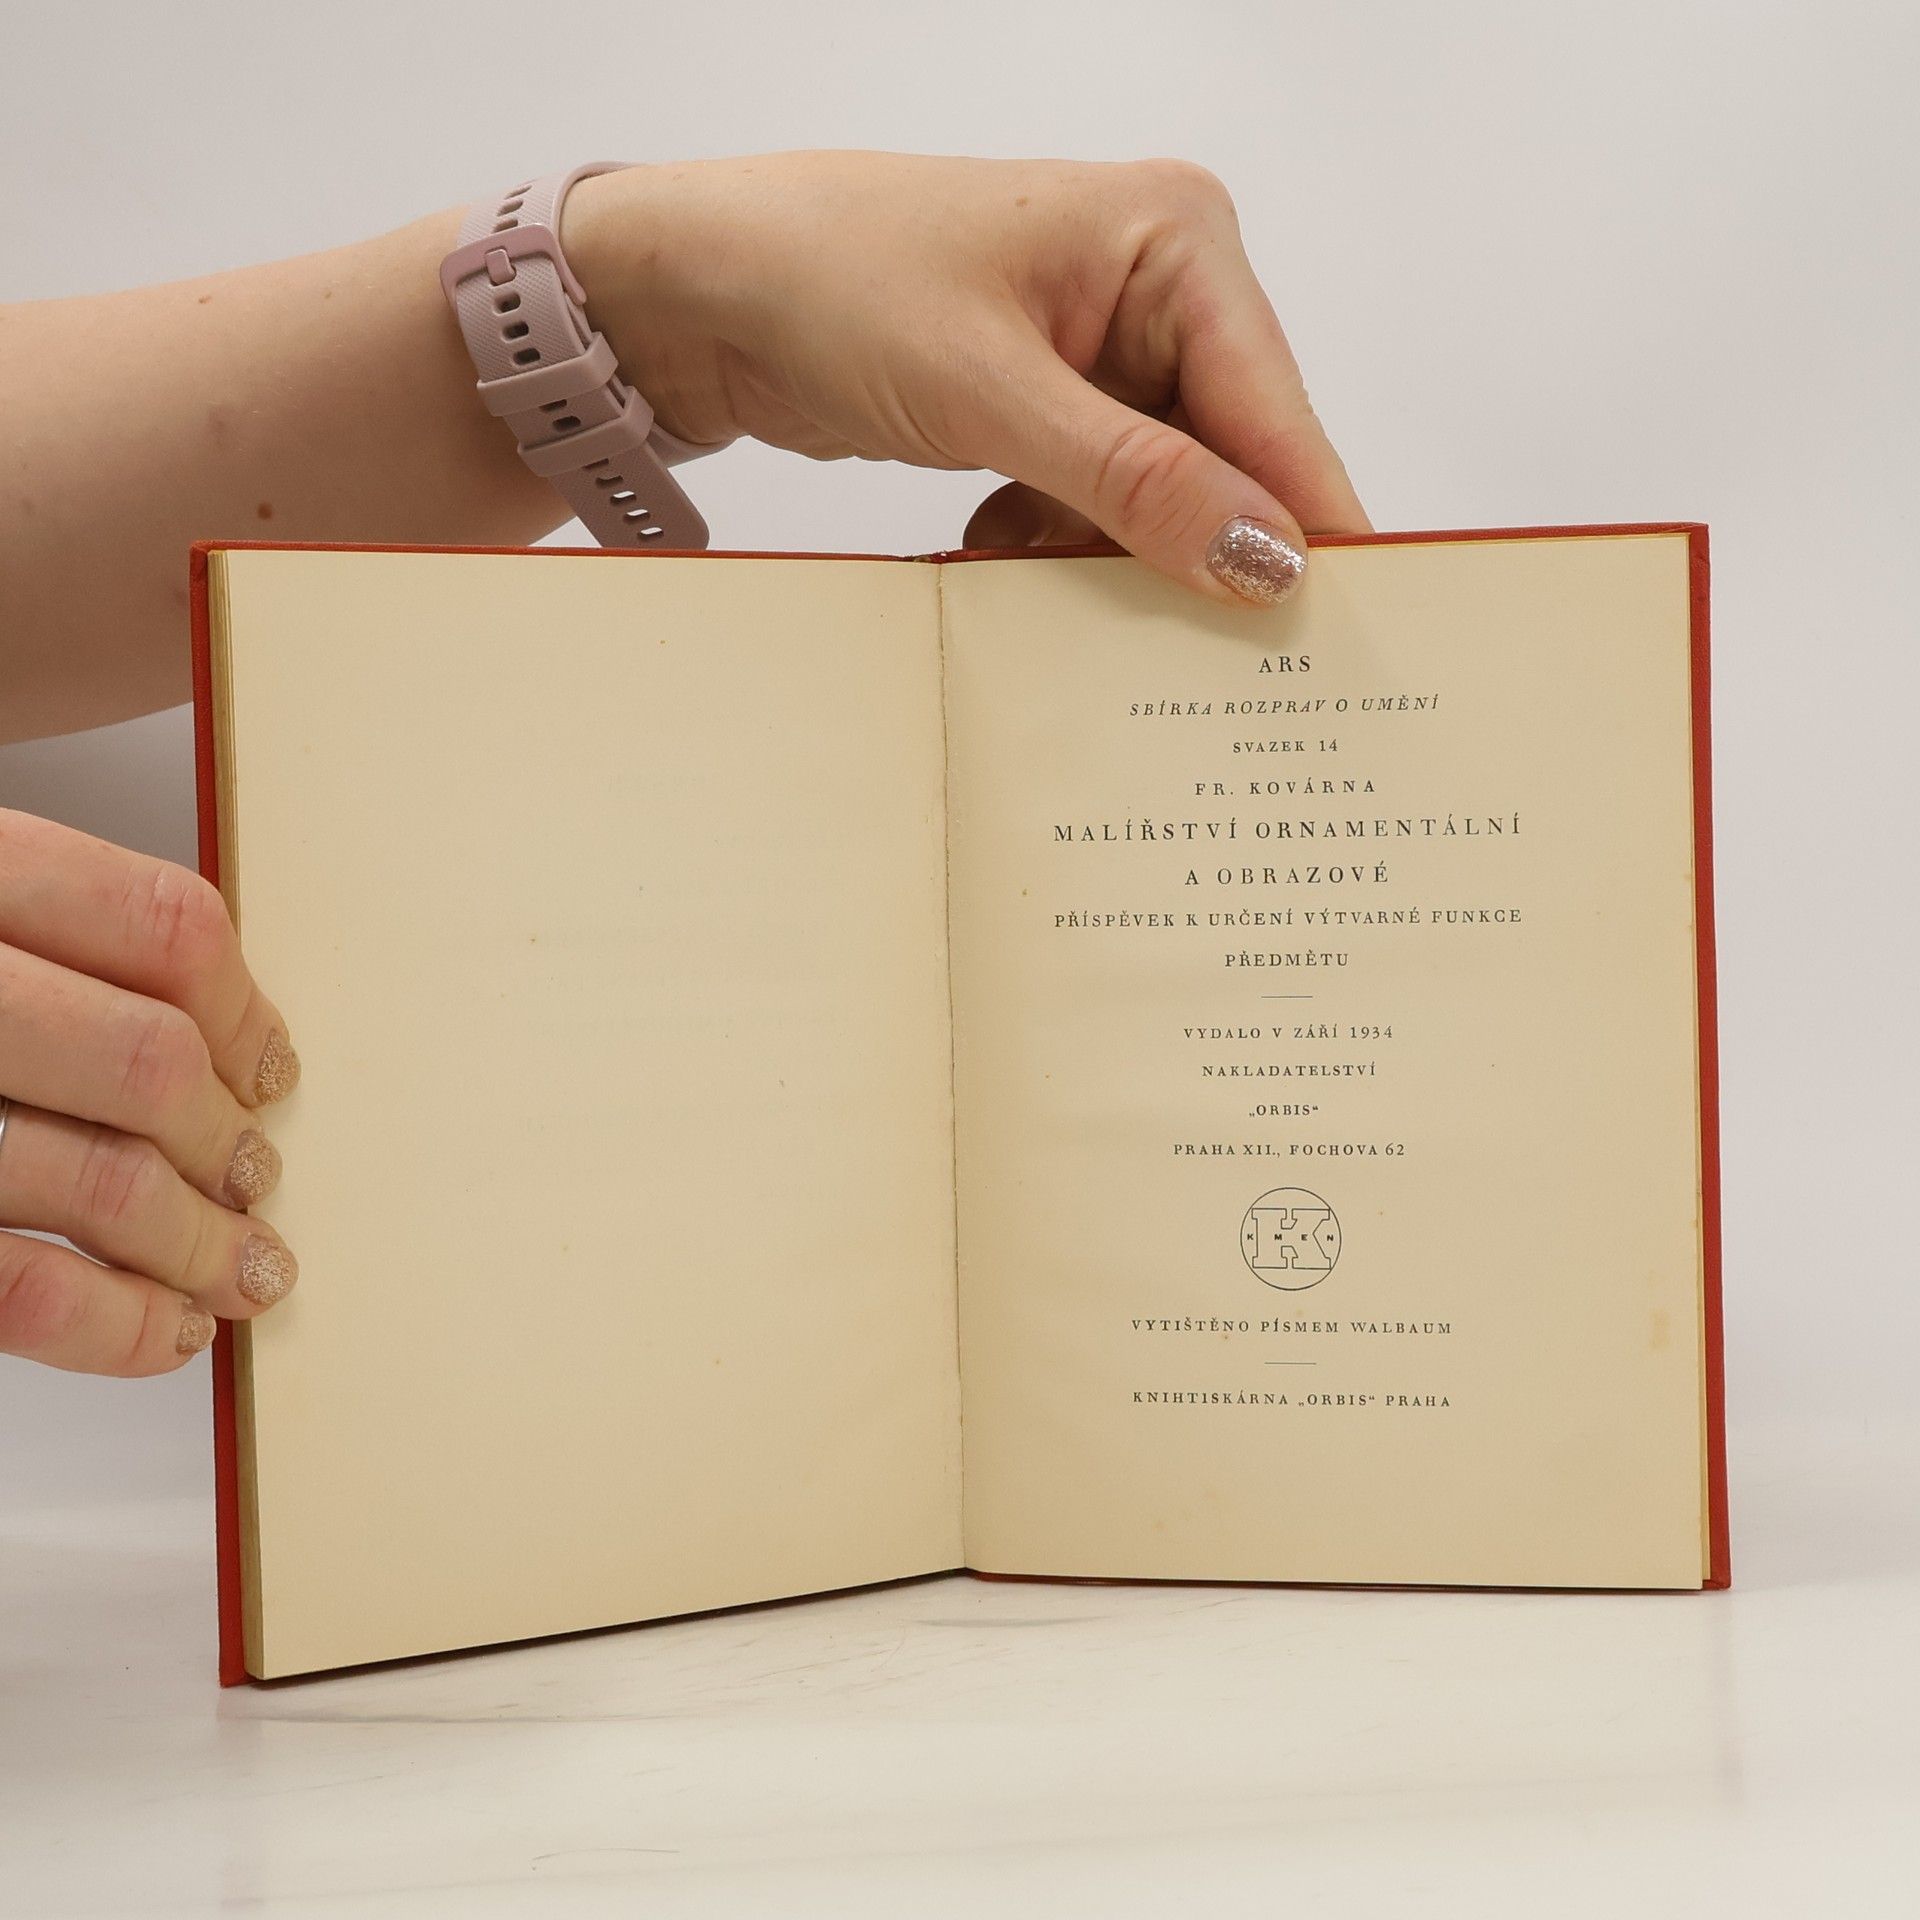 ARS
SBÍRKA ROZPRAV O UMĚNÍ
SVAZEK 14
FR. KOVÁRNA
MALÍŘSTVÍ ORNAMENTÁLNÍ
A OBRAZOVÉ
PŘÍSPĚVEK K URČENÍ VÝTVARNÉ FUNKCE
PŘEDMĚTU
VYDALO V ZÁŘÍ 1934
NAKLADATELSTVÍ
„ORBIS“
PRAHA XII., FOCHOVA 62
K
KMEN
VYTIŠTĚNO PÍSMEM WALBAUM
KNIHTISKÁRNA „ORBIS“ PRAHA